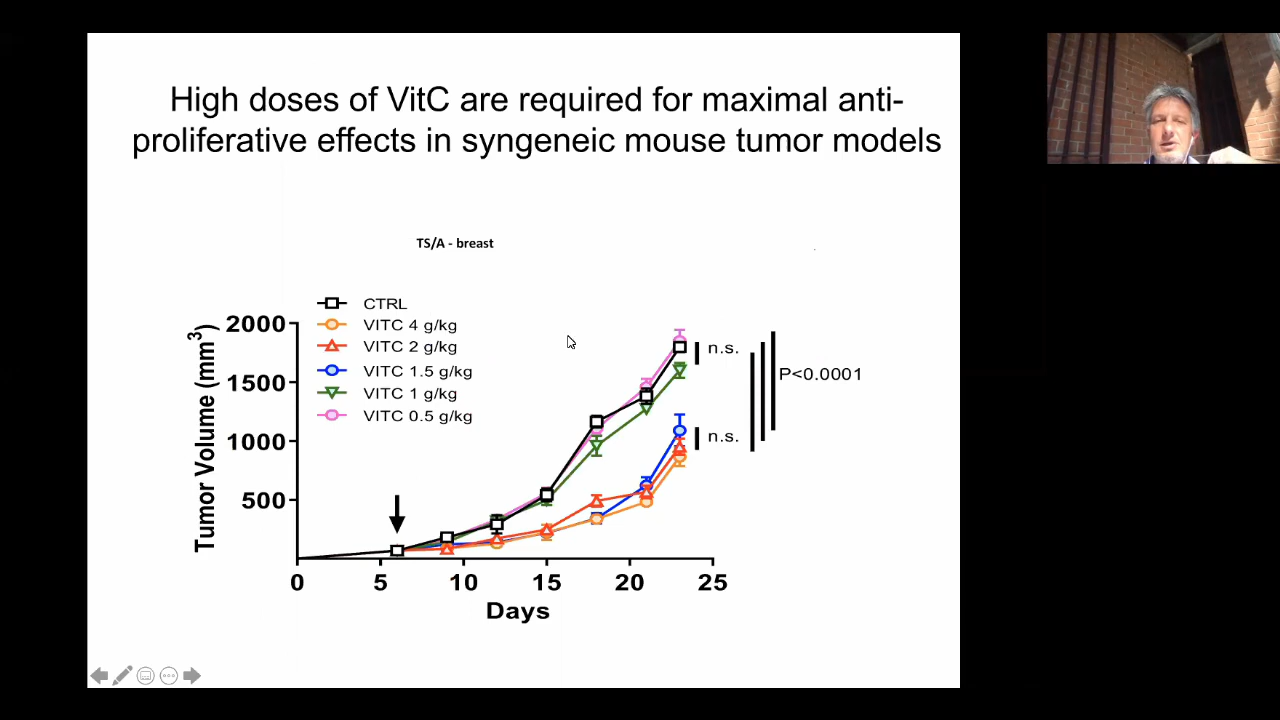 High doses of VitC are required for maximal anti-
proliferative effects in syngeneic mouse tumor models
TS/A - breast
CTRL
VITC 4 g/kg
VITC 2 g/kg
VITC 1.5 g/kg
VITC 1 g/kg
VITC 0.5 g/kg
Tumor Volume (mm³)
2000
1500
1000
500
n.s.
P<0.0001
n.s.
0 5 10 15 20 25
Days